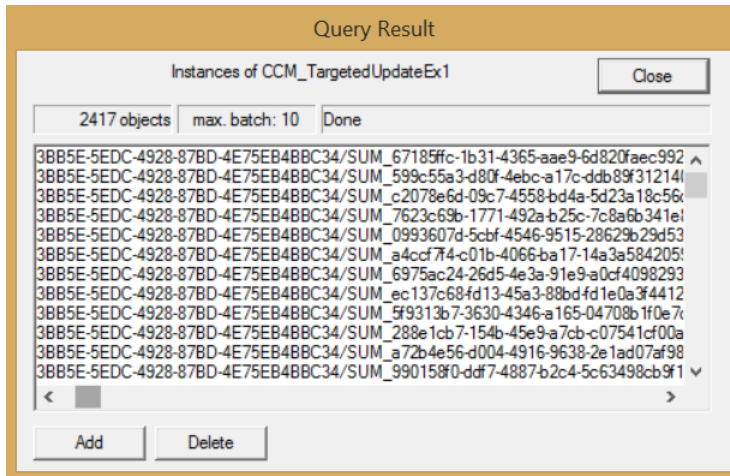 Query Result
Instances of CCM_TargetedUpdateEx1
Close
2417 objects
max. batch: 10
Done
3BB5E-5EDC-4928-87BD-4E75EB4BBC34/SUM_67185ffc-1b31-4365-aae9-6d820faec992
3BB5E-5EDC-4928-87BD-4E75EB4BBC34/SUM_599c55a3-d80f-4ebc-a17c-ddb89f312140
3BB5E-5EDC-4928-87BD-4E75EB4BBC34/SUM_c2078e6d-09c7-4558-bd4a-5d23a18c56c
3BB5E-5EDC-4928-87BD-4E75EB4BBC34/SUM_7623c69b-1771-492a-b25c-7c8a6b341e8
3BB5E-5EDC-4928-87BD-4E75EB4BBC34/SUM_0993607d-5cbf-4546-9515-28629b29d53
3BB5E-5EDC-4928-87BD-4E75EB4BBC34/SUM_a4ccf7f4-c01b-4066-ba17-14a3a5842055
3BB5E-5EDC-4928-87BD-4E75EB4BBC34/SUM_6975ac24-26d5-4e3a-91e9-a0cf4098293
3BB5E-5EDC-4928-87BD-4E75EB4BBC34/SUM_ec137c68-fd13-45a3-88bd-fd1e0a3f4412
3BB5E-5EDC-4928-87BD-4E75EB4BBC34/SUM_5f9313b7-3630-4346-a165-04708b1f0e7c
3BB5E-5EDC-4928-87BD-4E75EB4BBC34/SUM_288e1cb7-154b-45e9-a7cb-c07541cf00a
3BB5E-5EDC-4928-87BD-4E75EB4BBC34/SUM_a72b4e56-d004-4916-9638-2e1ad07af98
3BB5E-5EDC-4928-87BD-4E75EB4BBC34/SUM_990158f0-ddf7-4887-b2c4-5c63498cb9f1
Add
Delete